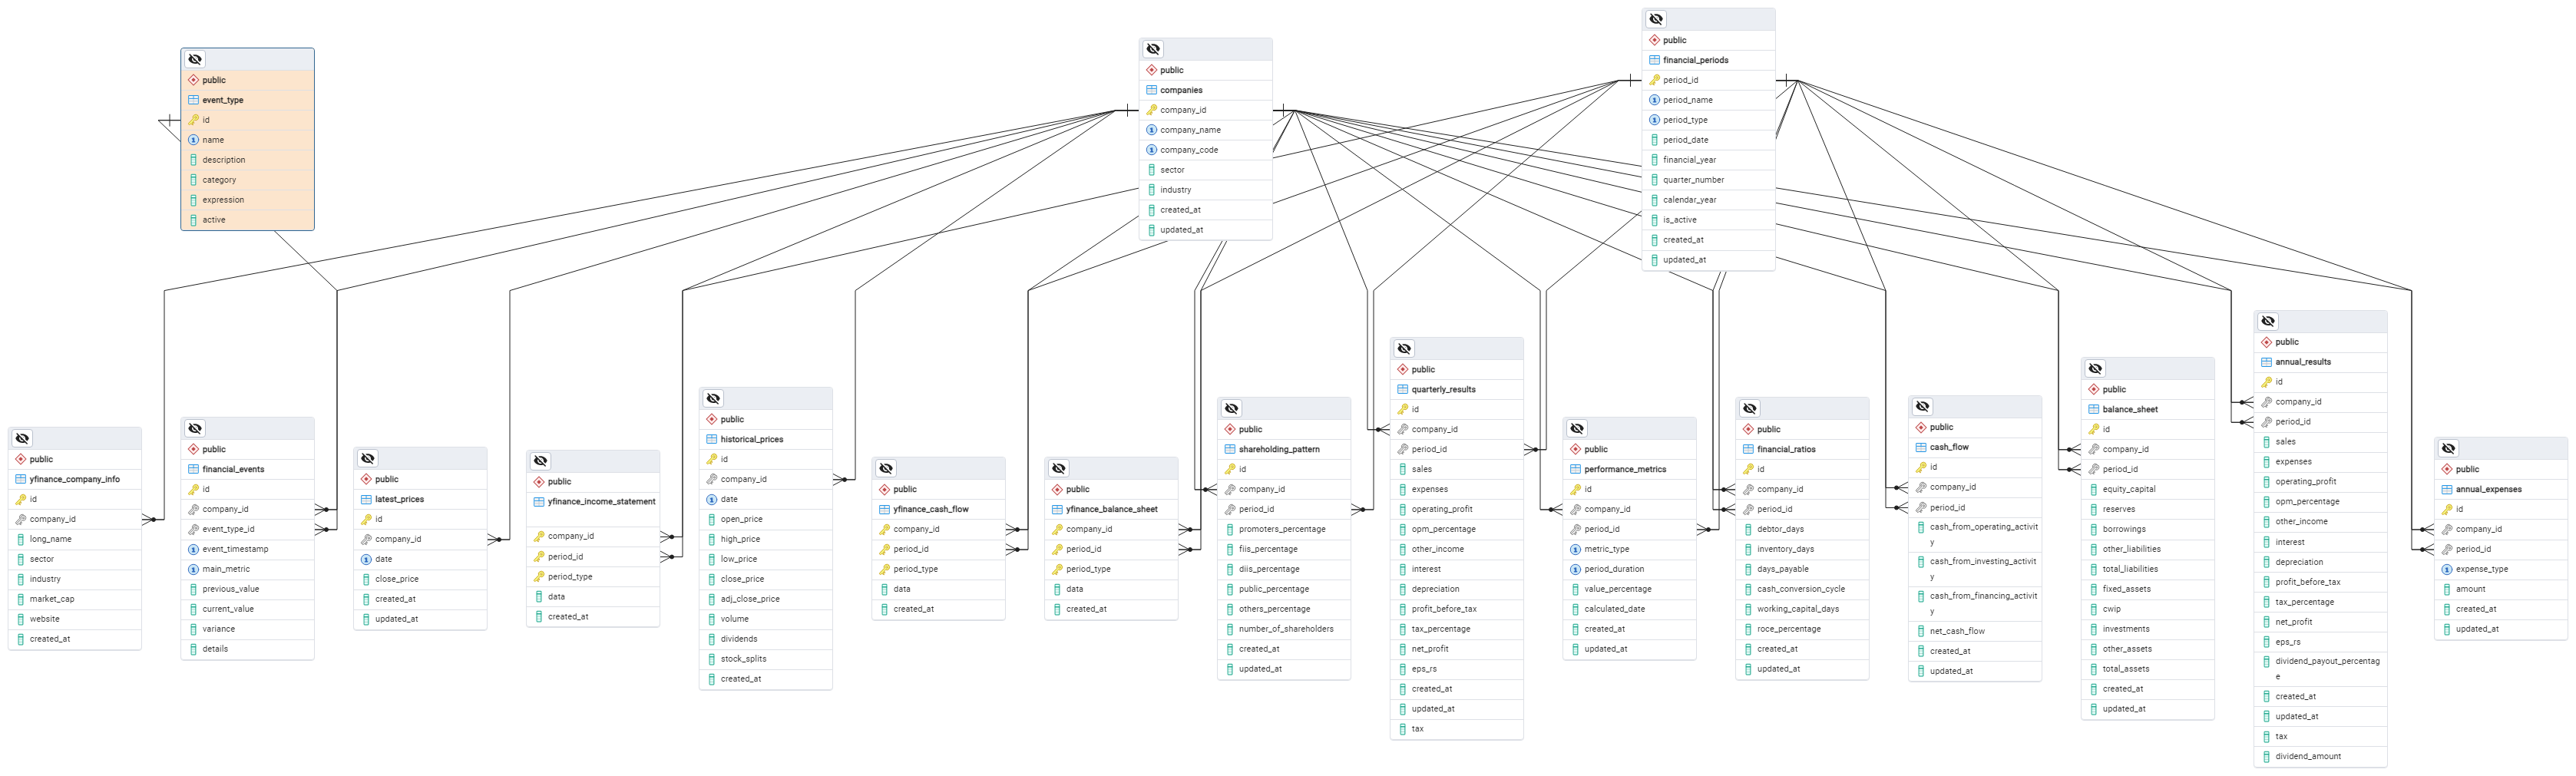 public
event_type
id
name
description
category
expression
active
public
companies
company_id
company_name
company_code
sector
industry
created_at
updated_at
public
financial_periods
period_id
period_name
period_type
period_date
financial_year
quarter_number
calendar_year
is_active
created_at
updated_at
public
yfinance_company_info
id
company_id
long_name
sector
industry
market_cap
website
created_at
public
financial_events
id
company_id
event_type_id
event_timestamp
main_metric
previous_value
current_value
variance
details
public
latest_prices
id
company_id
date
close_price
created_at
updated_at
public
yfinance_income_statement
company_id
period_id
period_type
data
created_at
public
historical_prices
id
company_id
date
open_price
high_price
low_price
close_price
adj_close_price
volume
dividends
stock_splits
created_at
public
yfinance_cash_flow
company_id
period_id
period_type
data
created_at
public
yfinance_balance_sheet
company_id
period_id
period_type
data
created_at
public
shareholding_pattern
id
company_id
period_id
promoters_percentage
fiis_percentage
diis_percentage
public_percentage
others_percentage
number_of_shareholders
created_at
updated_at
public
quarterly_results
id
company_id
period_id
sales
expenses
operating_profit
opm_percentage
other_income
interest
depreciation
profit_before_tax
tax_percentage
net_profit
eps_rs
created_at
updated_at
tax
public
performance_metrics
id
company_id
period_id
metric_type
period_duration
value_percentage
calculated_date
created_at
updated_at
public
financial_ratios
id
company_id
period_id
debtor_days
inventory_days
days_payable
cash_conversion_cycle
working_capital_days
roce_percentage
created_at
updated_at
public
cash_flow
id
company_id
period_id
cash_from_operating_activit
y
cash_from_investing_activit
y
cash_from_financing_activit
y
net_cash_flow
created_at
updated_at
public
balance_sheet
id
company_id
period_id
equity_capital
reserves
borrowings
other_liabilities
total_liabilities
fixed_assets
cwip
investments
other_assets
total_assets
created_at
updated_at
public
annual_results
id
company_id
period_id
sales
expenses
operating_profit
opm_percentage
other_income
interest
depreciation
profit_before_tax
tax_percentage
net_profit
eps_rs
dividend_payout_percentag
e
created_at
updated_at
tax
dividend_amount
public
annual_expenses
id
company_id
period_id
expense_type
amount
created_at
updated_at